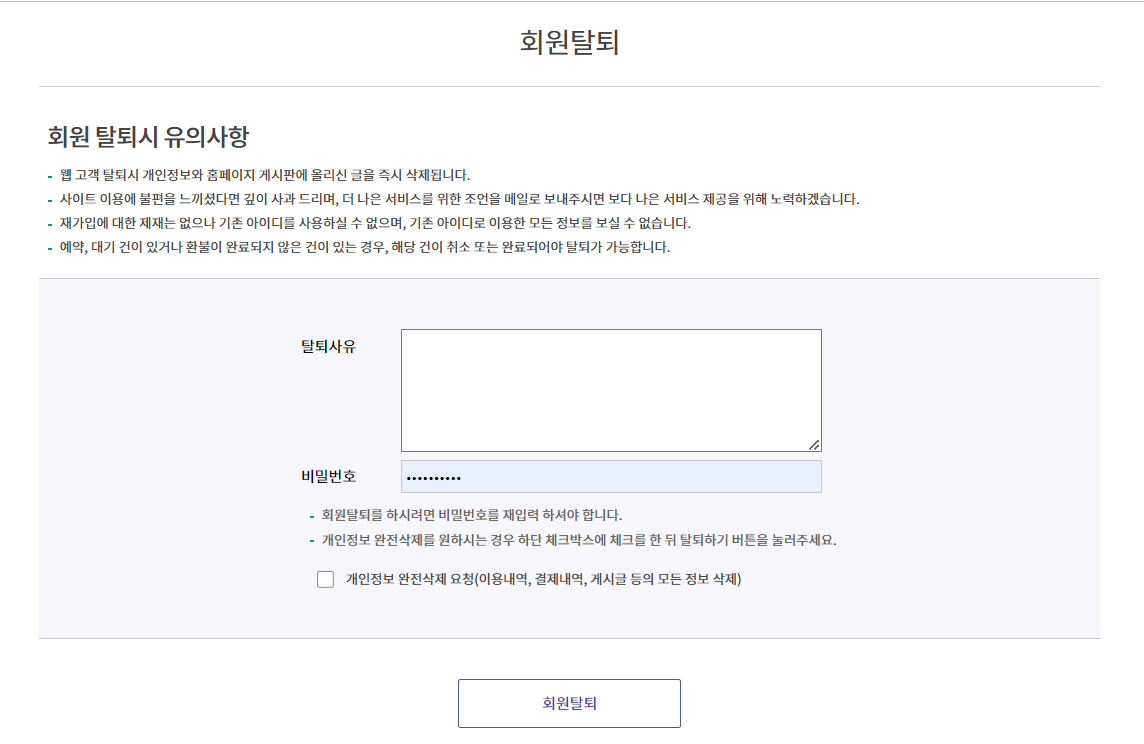 회원탈퇴
회원 탈퇴시 유의사항
- 웹 고객 탈퇴시 개인정보와 홈페이지 게시판에 올리신 글을 즉시 삭제됩니다.
- 사이트 이용에 불편을 느끼셨다면 깊이 사과 드리며, 더 나은 서비스를 위한 조언을 메일로 보내주시면 보다 나은 서비스 제공을 위해 노력하겠습니다.
- 재가입에 대한 제재는 없으나 기존 아이디를 사용하실 수 없으며, 기존 아이디로 이용한 모든 정보를 보실 수 없습니다.
- 예약, 대기 건이 있거나 환불이 완료되지 않은 건이 있는 경우, 해당 건이 취소 또는 완료되어야 탈퇴가 가능합니다.
탈퇴사유
비밀번호 ••••••••••
- 회원탈퇴를 하시려면 비밀번호를 재입력 하셔야 합니다.
- 개인정보 완전삭제를 원하시는 경우 하단 체크박스에 체크를 한 뒤 탈퇴하기 버튼을 눌러주세요.
개인정보 완전삭제 요청(이용내역, 결제내역, 게시글 등의 모든 정보 삭제)
회원탈퇴